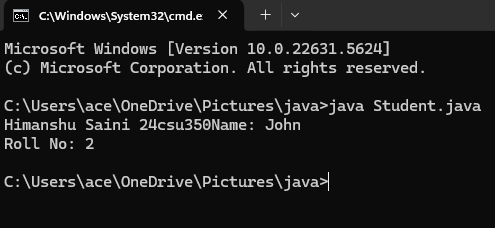 C:\Windows\System32\cmd.e
Microsoft Windows [Version 10.0.22631.5624]
(c) Microsoft Corporation. All rights reserved.
C:\Users\ace\OneDrive\Pictures\java>java Student.java
Himanshu Saini 24csu350Name: John
Roll No: 2
C:\Users\ace\OneDrive\Pictures\java>